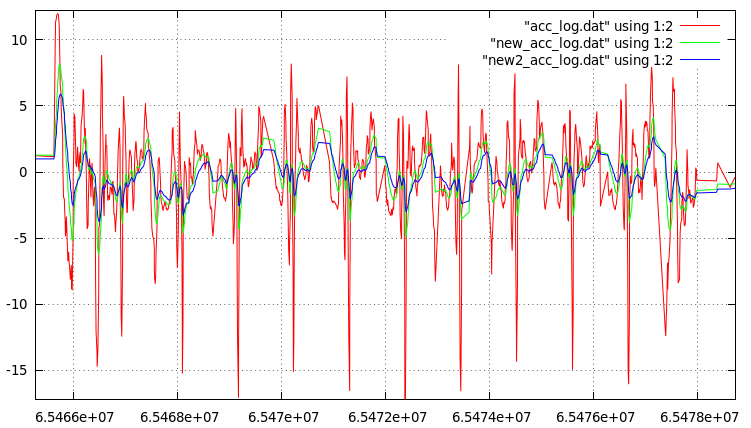 "acc_log.dat" using 1:2
"new_acc_log.dat" using 1:2
"new2_acc_log.dat" using 1:2
10
5
0
-5
-10
-15
6.5466e+07 6.5468e+07 6.547e+07 6.5472e+07 6.5474e+07 6.5476e+07 6.5478e+07